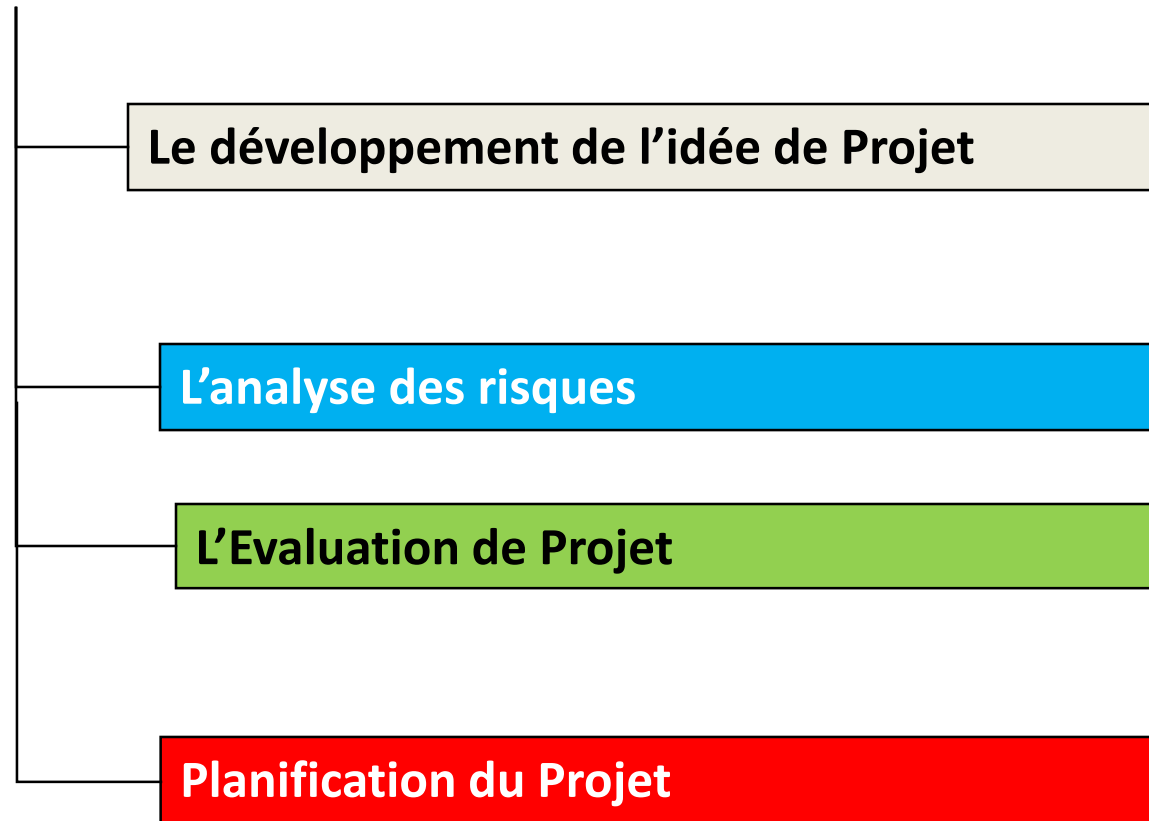 Le développement de l’idée de Projet
L’analyse des risques
L’Evaluation de Projet
Planification du Projet